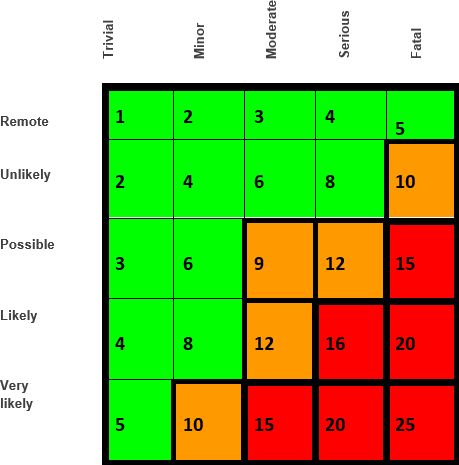 Trivial Minor Moderate Serious Fatal
Remote 1 2 3 4 5
Unlikely 2 4 6 8 10
Possible 3 6 9 12 15
Likely 4 8 12 16 20
Very
likely 5 10 15 20 25